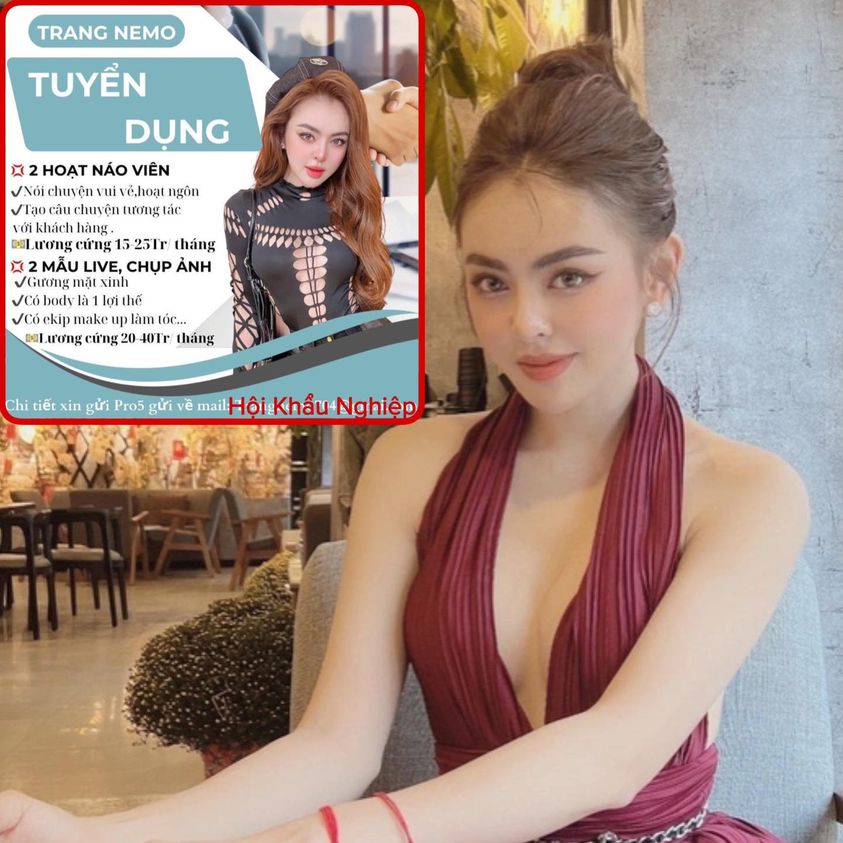 TRANG NEMO
TUYỂN
DỤNG
2 HOẠT NÁO VIÊN
✔Nói chuyện vui vẻ,hoạt ngôn
✔Tạo câu chuyện tương tác
với khách hàng .
Lương cứng 15-25Tr/ tháng
2 MẪU LIVE, CHỤP ẢNH
✔Gương mặt xinh
✔Có body là 1 lợi thế
✔Có ekip make up làm tóc...
Lương cứng 20-40Tr/ tháng
Chi tiết xin gửi Pro5 gửi về mail:
Hội Khẩu Nghiệp